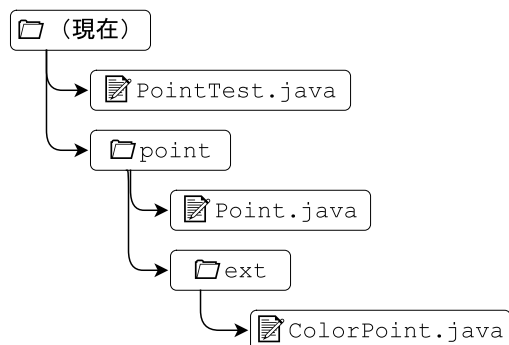 （現在）
PointTest.java
point
Point.java
ext
ColorPoint.java